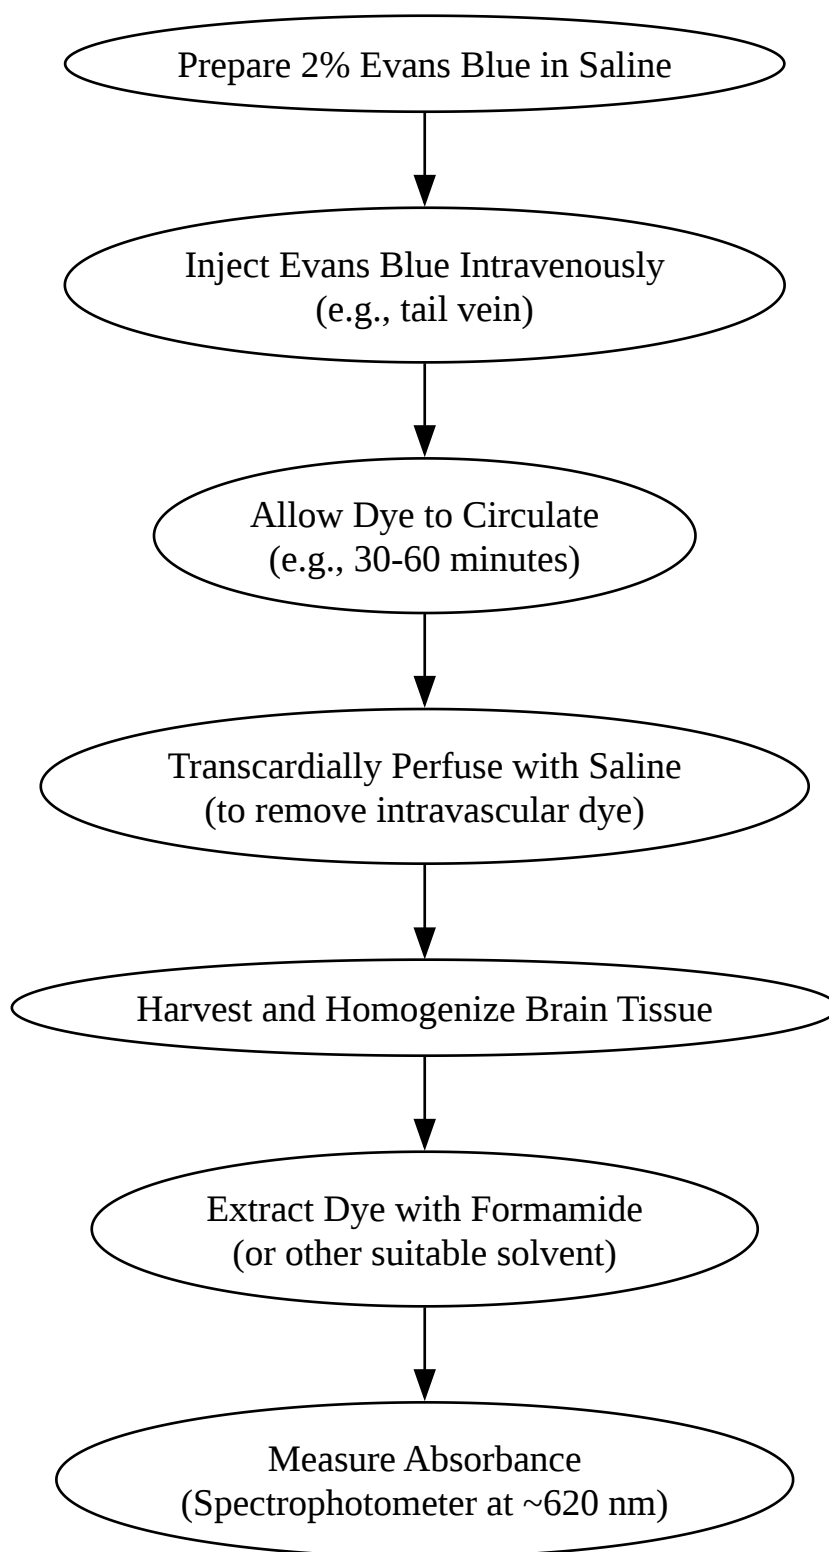 Prepare 2% Evans Blue in Saline
Inject Evans Blue Intravenously
(e.g., tail vein)
Allow Dye to Circulate
(e.g., 30-60 minutes)
Transcardially Perfuse with Saline
(to remove intravascular dye)
Harvest and Homogenize Brain Tissue
Extract Dye with Formamide
(or other suitable solvent)
Measure Absorbance
(Spectrophotometer at ~620 nm)